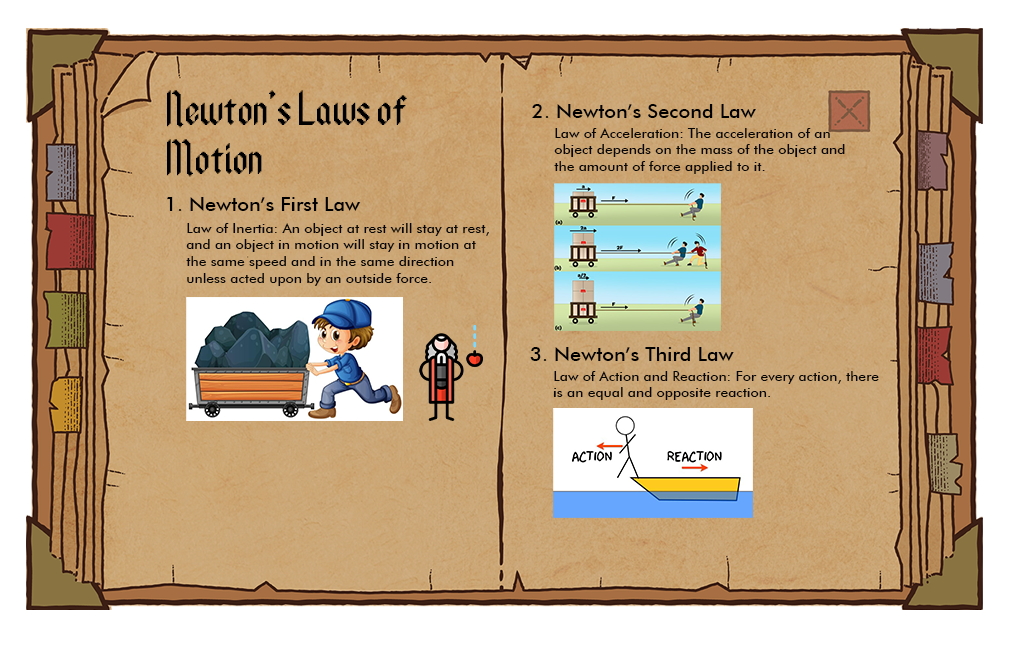 Newton's Laws of
Motion
1. Newton's First Law
Law of Inertia: An object at rest will stay at rest,
and an object in motion will stay in motion at
the same speed and in the same direction
unless acted upon by an outside force.
2. Newton's Second Law
Law of Acceleration: The acceleration of an
object depends on the mass of the object and
the amount of force applied to it.
a
F
(a)
2a
2F
(b)
a/2
F
(c)
3. Newton's Third Law
Law of Action and Reaction: For every action, there
is an equal and opposite reaction.
ACTION
REACTION